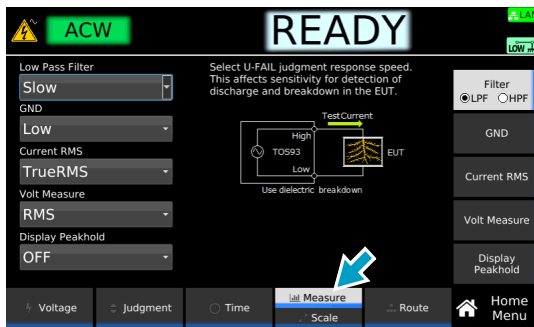 ACW
READY
LAN
LOW
Low Pass Filter
Slow
GND
Low
Current RMS
TrueRMS
Volt Measure
RMS
Display Peakhold
OFF
Select U-FAIL judgment response speed.
This affects sensitivity for detection of
discharge and breakdown in the EUT.
TestCurrent
High
TOS93
EUT
Low
Use dielectric breakdown
Filter
LPF HPF
GND
Current RMS
Volt Measure
Display
Peakhold
Voltage
Judgment
Time
Measure
Scale
Route
Home
Menu